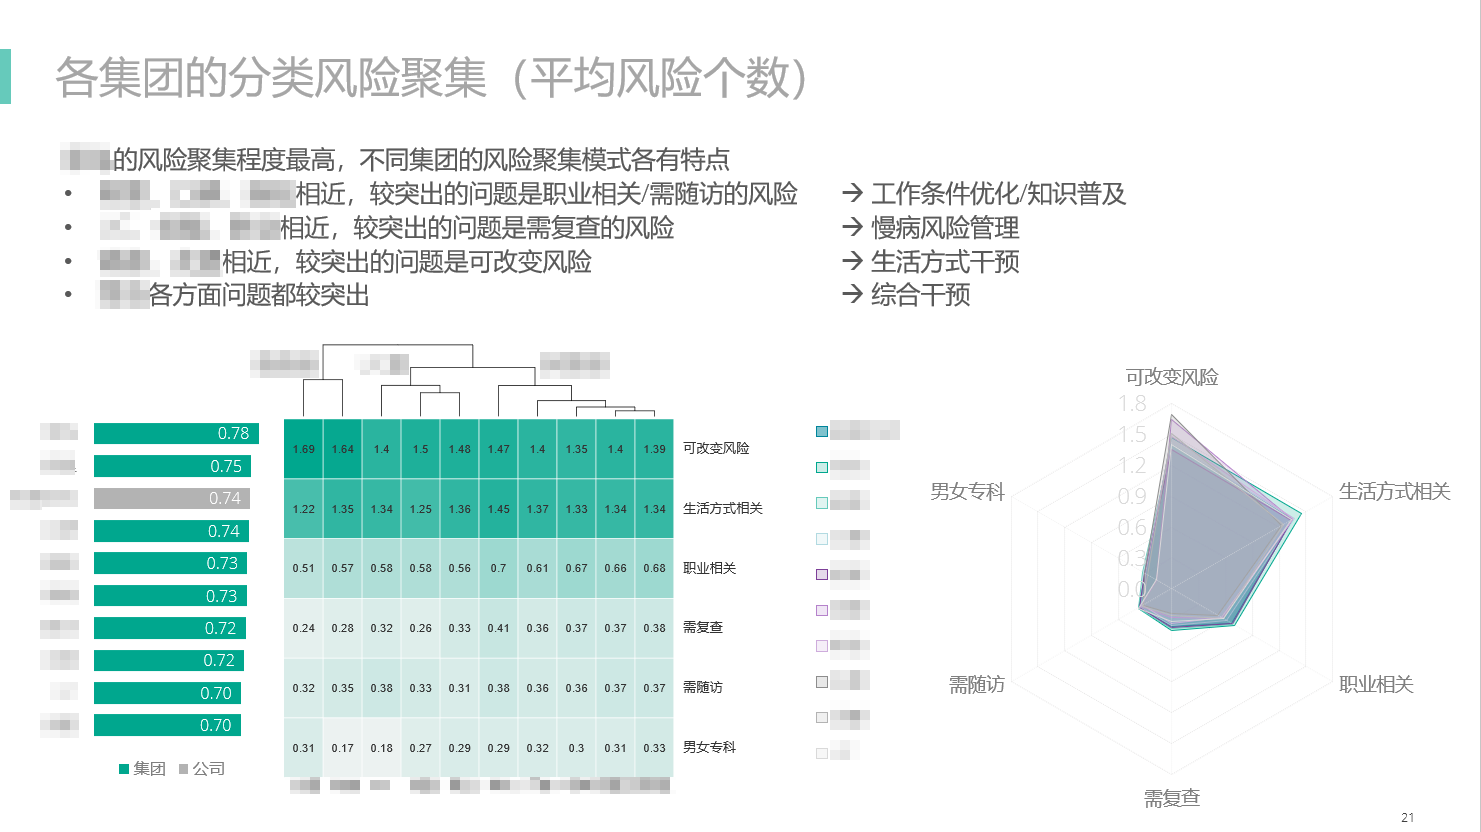 各集团的分类风险聚集（平均风险个数）
的风险聚集程度最高，不同集团的风险聚集模式各有特点
• 相近，较突出的问题是职业相关/需随访的风险 → 工作条件优化/知识普及
• 相近，较突出的问题是需复查的风险 → 慢病风险管理
• 相近，较突出的问题是可改变风险 → 生活方式干预
• 各方面问题都较突出 → 综合干预
0.78
0.75
0.74
0.74
0.73
0.73
0.72
0.72
0.70
0.70
集团 公司
1.69 1.64 1.4 1.5 1.48 1.47 1.4 1.35 1.4 1.39 可改变风险
1.22 1.35 1.34 1.25 1.36 1.45 1.37 1.33 1.34 1.34 生活方式相关
0.51 0.57 0.58 0.58 0.56 0.7 0.61 0.67 0.66 0.68 职业相关
0.24 0.28 0.32 0.26 0.33 0.41 0.36 0.37 0.37 0.38 需复查
0.32 0.35 0.38 0.33 0.31 0.38 0.36 0.36 0.37 0.37 需随访
0.31 0.17 0.18 0.27 0.29 0.29 0.32 0.3 0.31 0.33 男女专科
可改变风险
1.8
1.5
1.2
0.9
0.6
0.3
0.0
男女专科
生活方式相关
需随访
职业相关
需复查
21